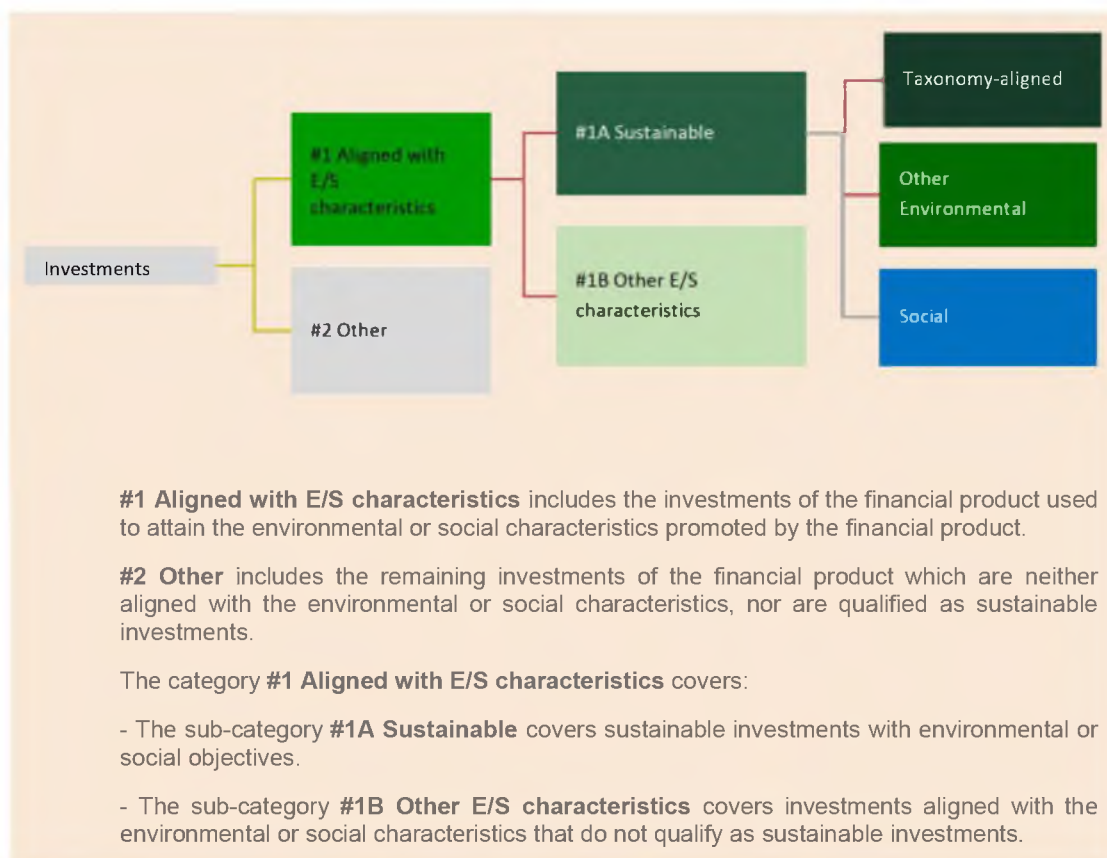 Taxonomy-aligned
#1A Sustainable
#1 Aligned with
E/S
characteristics
Other
Environmental
Investments
#1B Other E/S
characteristics
#2 Other
Social
#1 Aligned with E/S characteristics includes the investments of the financial product used
to attain the environmental or social characteristics promoted by the financial product.
#2 Other includes the remaining investments of the financial product which are neither
aligned with the environmental or social characteristics, nor are qualified as sustainable
investments.
The category #1 Aligned with E/S characteristics covers:
- The sub-category #1A Sustainable covers sustainable investments with environmental or
social objectives.
- The sub-category #1B Other E/S characteristics covers investments aligned with the
environmental or social characteristics that do not qualify as sustainable investments.